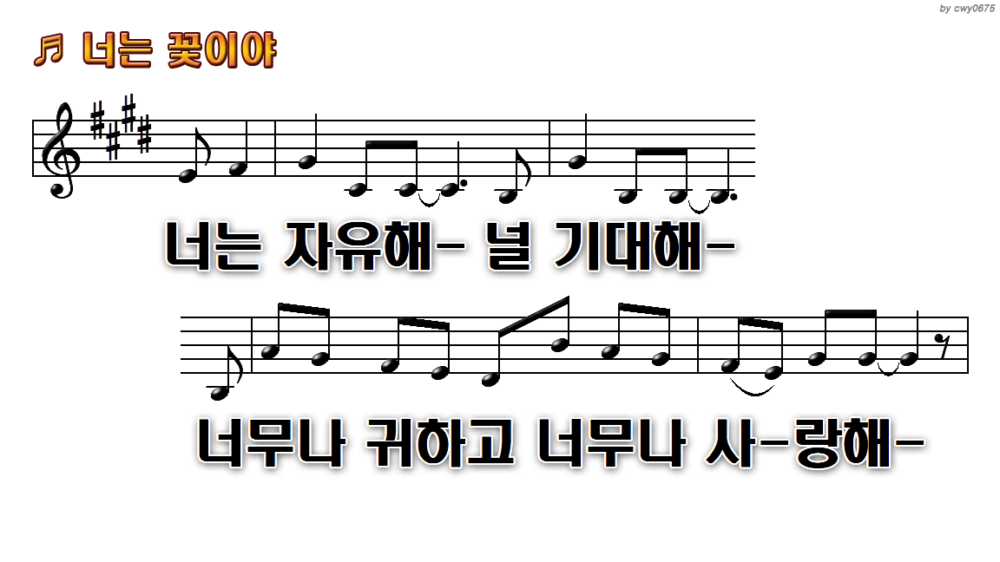 by cwy0675
♬ 너는 꽃이야
너는 자유해- 널 기대해-
너무나 귀하고 너무나 사-랑해-